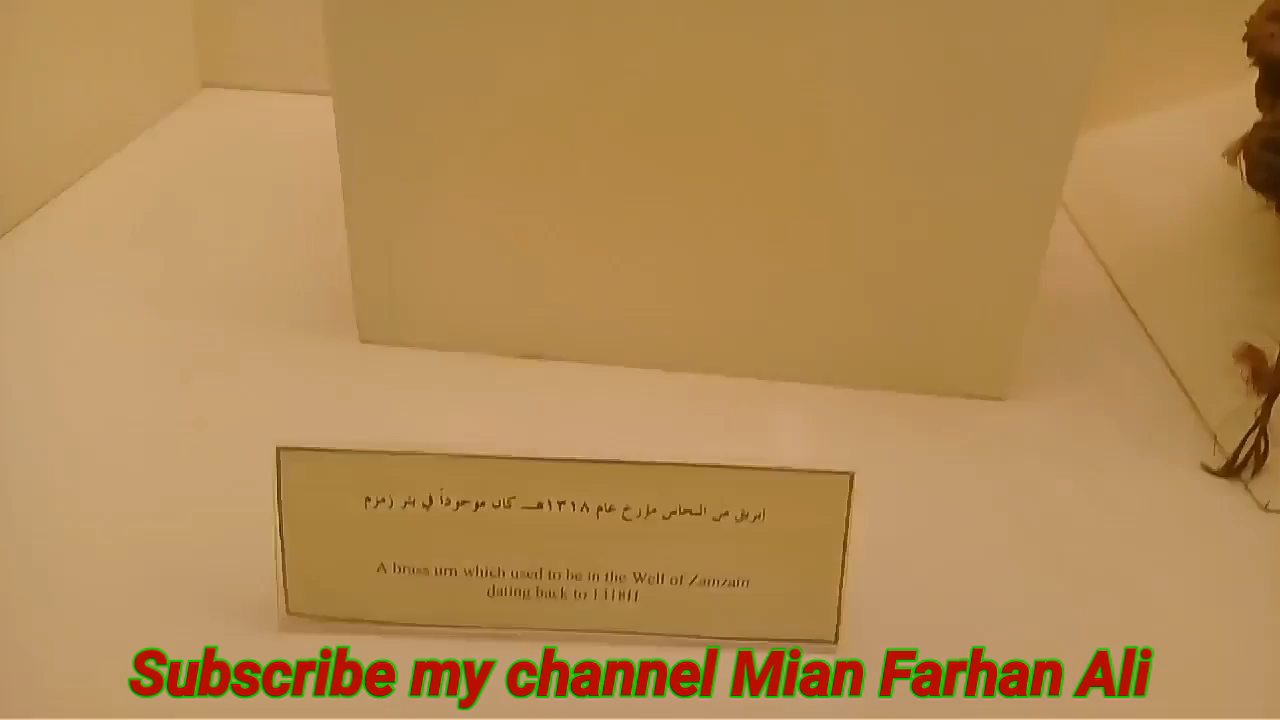 ابريق من النحاس مؤرخ عام ١٣١٨هـ كان موجوداً في بئر زمزم
A brass urn which used to be in the Well of Zamzam
dating back to
Subscribe my channel Mian Farhan Ali